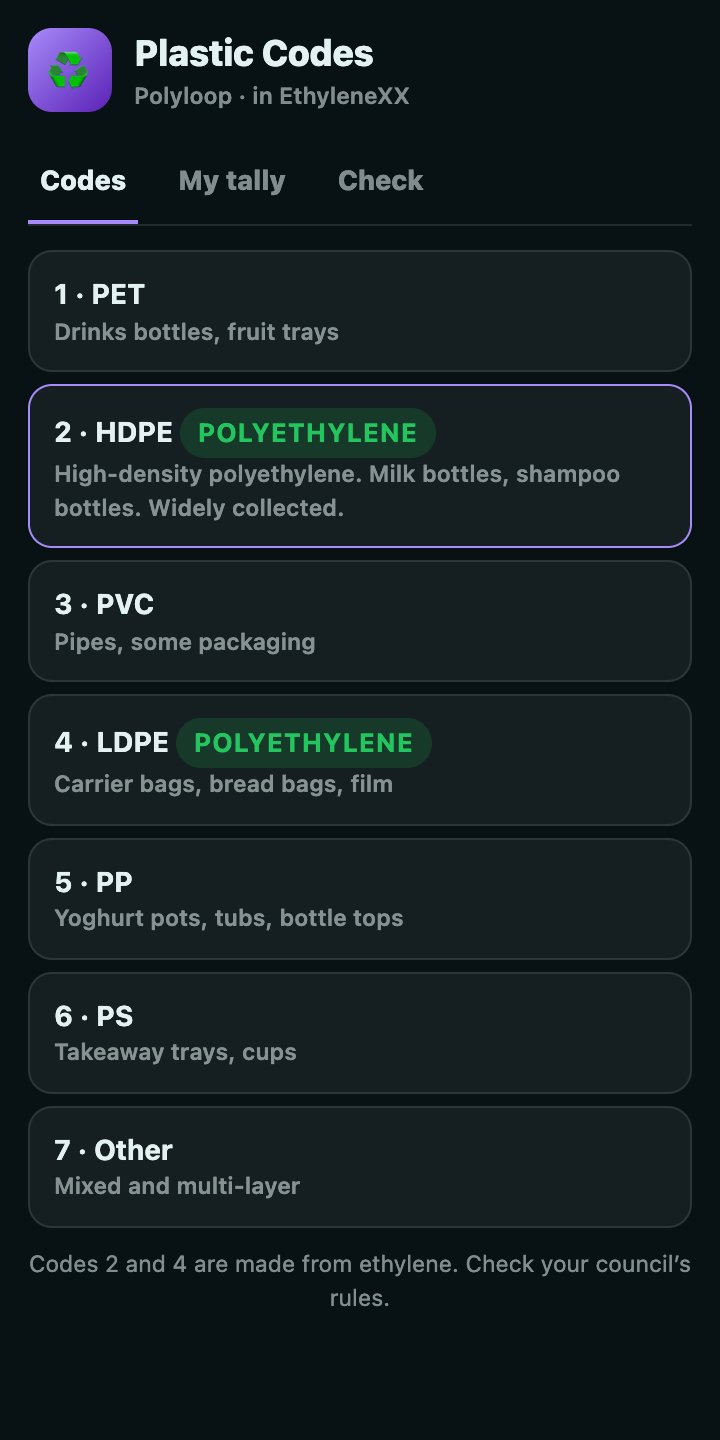 Plastic Codes
Polyloop · in EthyleneXX
Codes My tally Check
1 · PET
Drinks bottles, fruit trays
2 · HDPE POLYETHYLENE
High-density polyethylene. Milk bottles, shampoo
bottles. Widely collected.
3 · PVC
Pipes, some packaging
4 · LDPE POLYETHYLENE
Carrier bags, bread bags, film
5 · PP
Yoghurt pots, tubs, bottle tops
6 · PS
Takeaway trays, cups
7 · Other
Mixed and multi-layer
Codes 2 and 4 are made from ethylene. Check your council’s
rules.